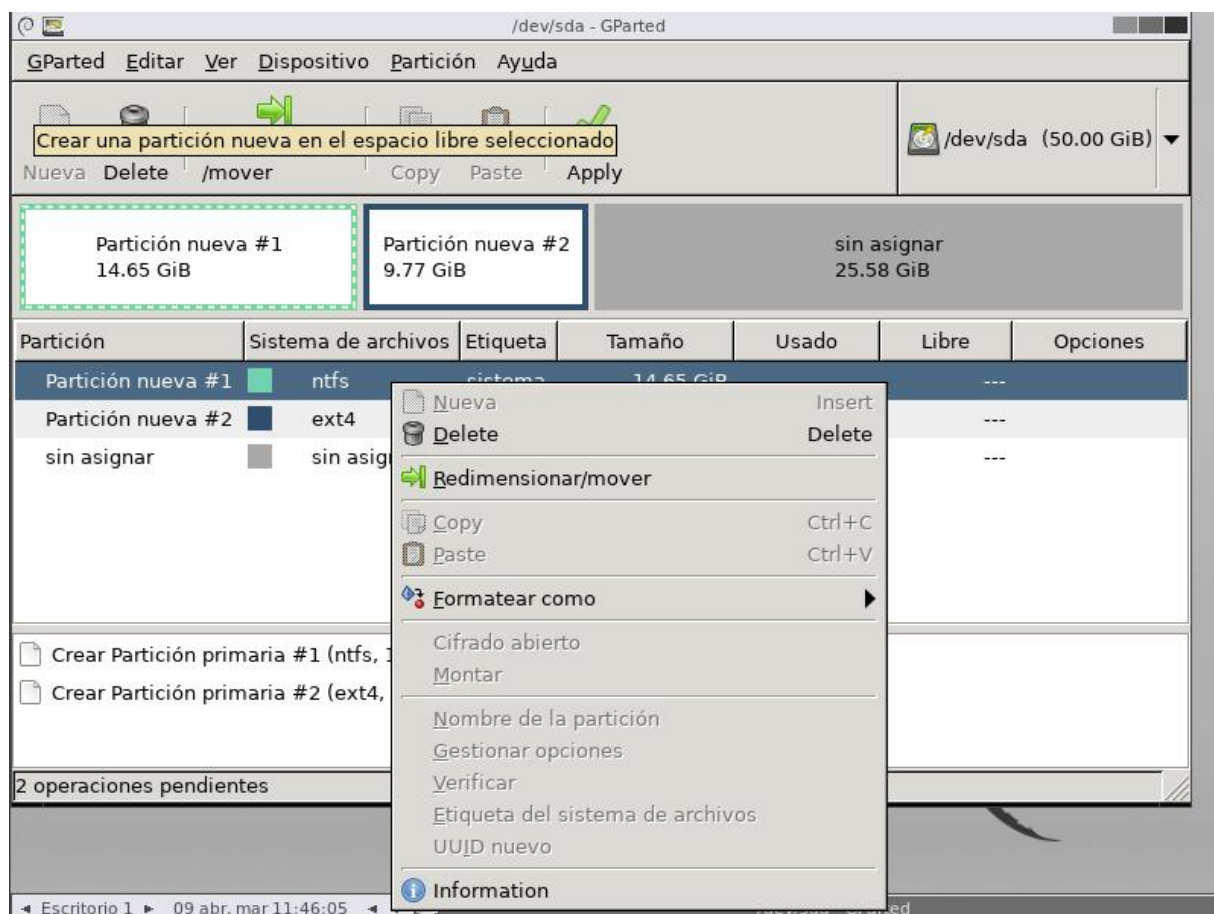 /dev/sda - GParted
GParted Editar Ver Dispositivo Partición Ayuda
Crear una partición nueva en el espacio libre seleccionado
Nueva Delete /mover Copy Paste Apply
/dev/sda (50.00 GiB)
Partición nueva #1
14.65 GiB
Partición nueva #2
9.77 GiB
sin asignar
25.58 GiB
Partición Sistema de archivos Etiqueta Tamaño Usado Libre Opciones
Partición nueva #1 ntfs sistema 14.65 GiB ---
Partición nueva #2 ext4 ---
sin asignar sin asig ---
Nueva Insert
Delete Delete
Redimensionar/mover
Copy Ctrl+C
Paste Ctrl+V
Formatear como
Cifrado abierto
Montar
Nombre de la partición
Gestionar opciones
Verificar
Etiqueta del sistema de archivos
UUID nuevo
Information
Crear Partición primaria #1 (ntfs,
Crear Partición primaria #2 (ext4,
2 operaciones pendientes
Escritorio 1 09 abr, mar 11:46:05